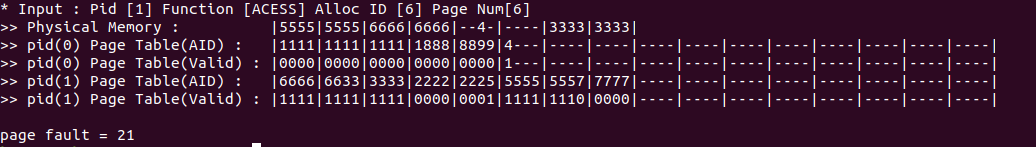 * Input : Pid [1] Function [ACESS] Alloc ID [6] Page Num[6]
>> Physical Memory : |5555|5555|6666|6666|--4-|----|3333|3333|
>> pid(0) Page Table(AID) : |1111|1111|1111|1888|8899|4---|----|----|----|----|----|----|----|----|----|----|
>> pid(0) Page Table(Valid) : |0000|0000|0000|0000|0000|1---|----|----|----|----|----|----|----|----|----|----|
>> pid(1) Page Table(AID) : |6666|6633|3333|2222|2225|5555|5557|7777|----|----|----|----|----|----|----|----|
>> pid(1) Page Table(Valid) : |1111|1111|1111|0000|0001|1111|1110|0000|----|----|----|----|----|----|----|----|
page fault = 21